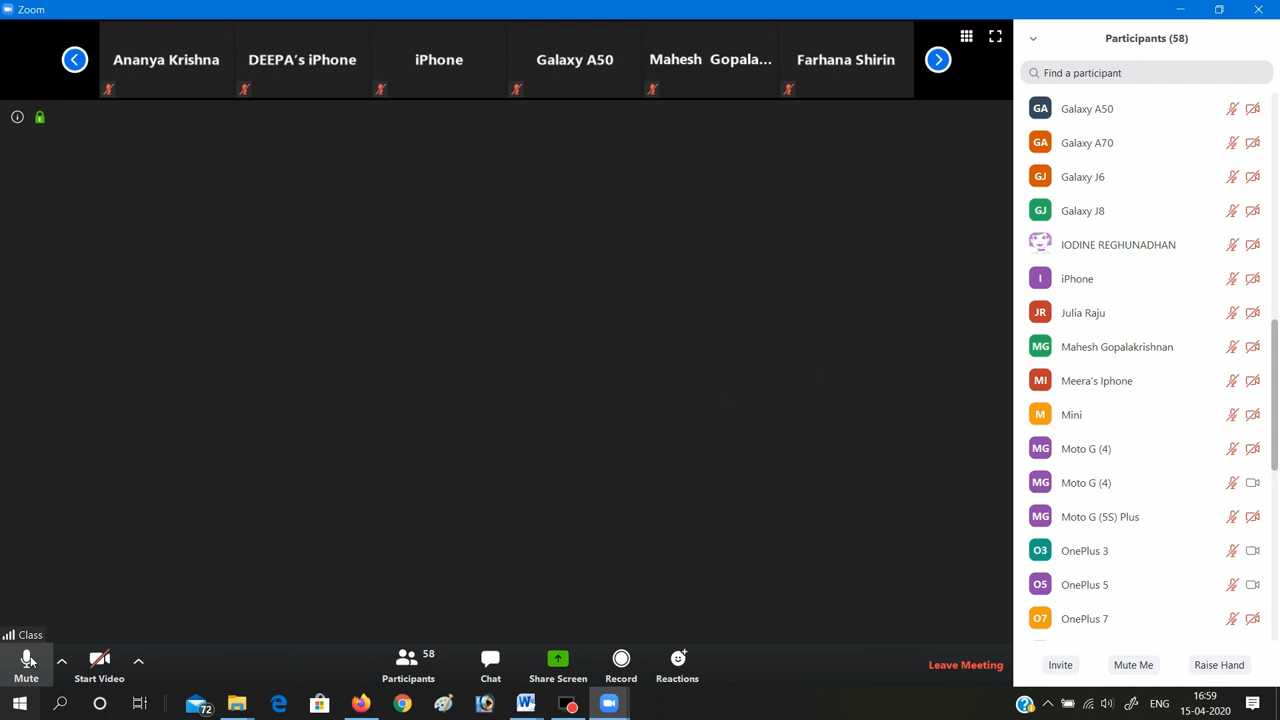 Zoom
Ananya Krishna
DEEPA's iPhone
iPhone
Galaxy A50
Mahesh Gopala...
Farhana Shirin
Class
Mute
Start Video
58
Participants
Chat
Share Screen
Record
Reactions
Leave Meeting
Participants (58)
Find a participant
GA Galaxy A50
GA Galaxy A70
GJ Galaxy J6
GJ Galaxy J8
IODINE REGHUNADHAN
I iPhone
JR Julia Raju
MG Mahesh Gopalakrishnan
MI Meera's Iphone
M Mini
MG Moto G (4)
MG Moto G (4)
MG Moto G (5S) Plus
O3 OnePlus 3
O5 OnePlus 5
O7 OnePlus 7
Invite
Mute Me
Raise Hand
72
W
ENG
16:59
15-04-2020